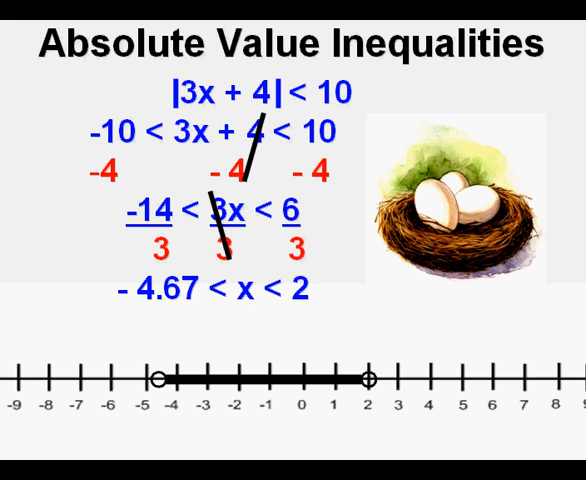 Absolute Value Inequalities
|3x + 4| < 10
-10 < 3x + 4 < 10
-4 - 4 - 4
-14 < 3x < 6
3 3 3
- 4.67 < x < 2
-9 -8 -7 -6 -5 -4 -3 -2 -1 0 1 2 3 4 5 6 7 8